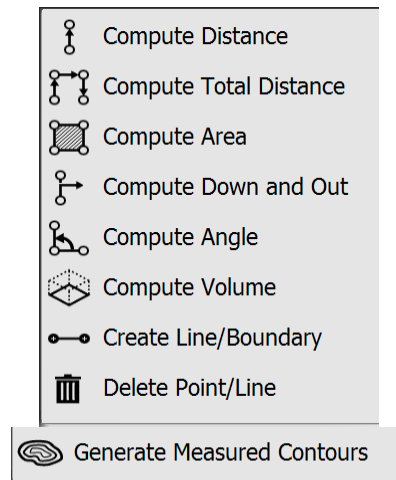 Compute Distance
Compute Total Distance
Compute Area
Compute Down and Out
Compute Angle
Compute Volume
Create Line/Boundary
Delete Point/Line
Generate Measured Contours